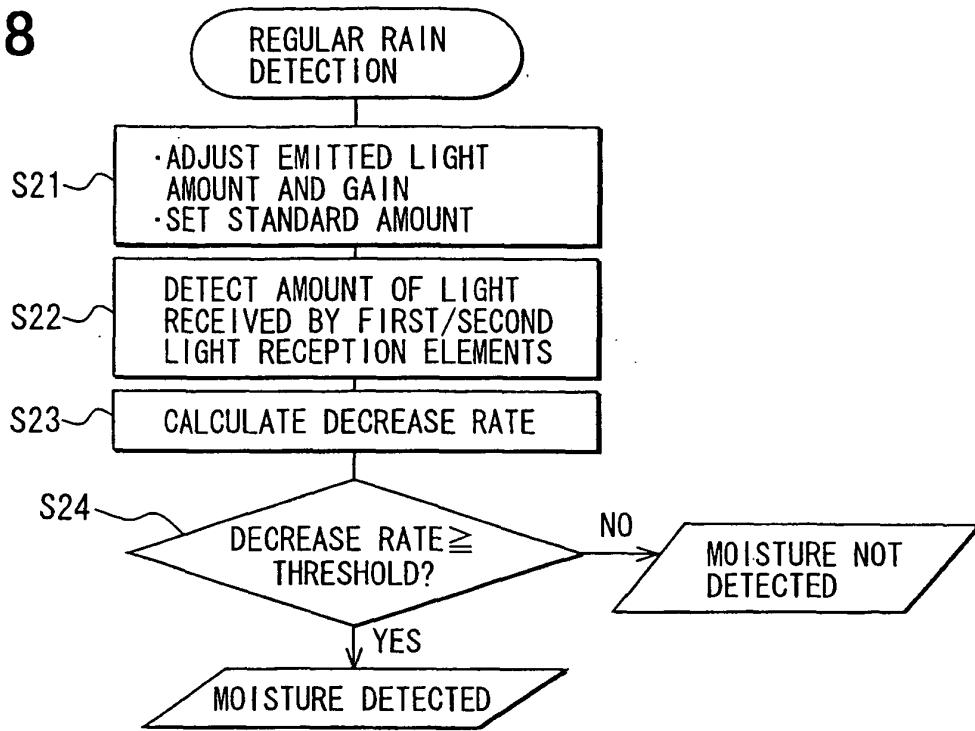 8
REGULAR RAIN
DETECTION
S21
·ADJUST EMITTED LIGHT
AMOUNT AND GAIN
·SET STANDARD AMOUNT
S22
DETECT AMOUNT OF LIGHT
RECEIVED BY FIRST/SECOND
LIGHT RECEPTION ELEMENTS
S23
CALCULATE DECREASE RATE
S24
DECREASE RATE≧
THRESHOLD?
NO
MOISTURE NOT
DETECTED
YES
MOISTURE DETECTED